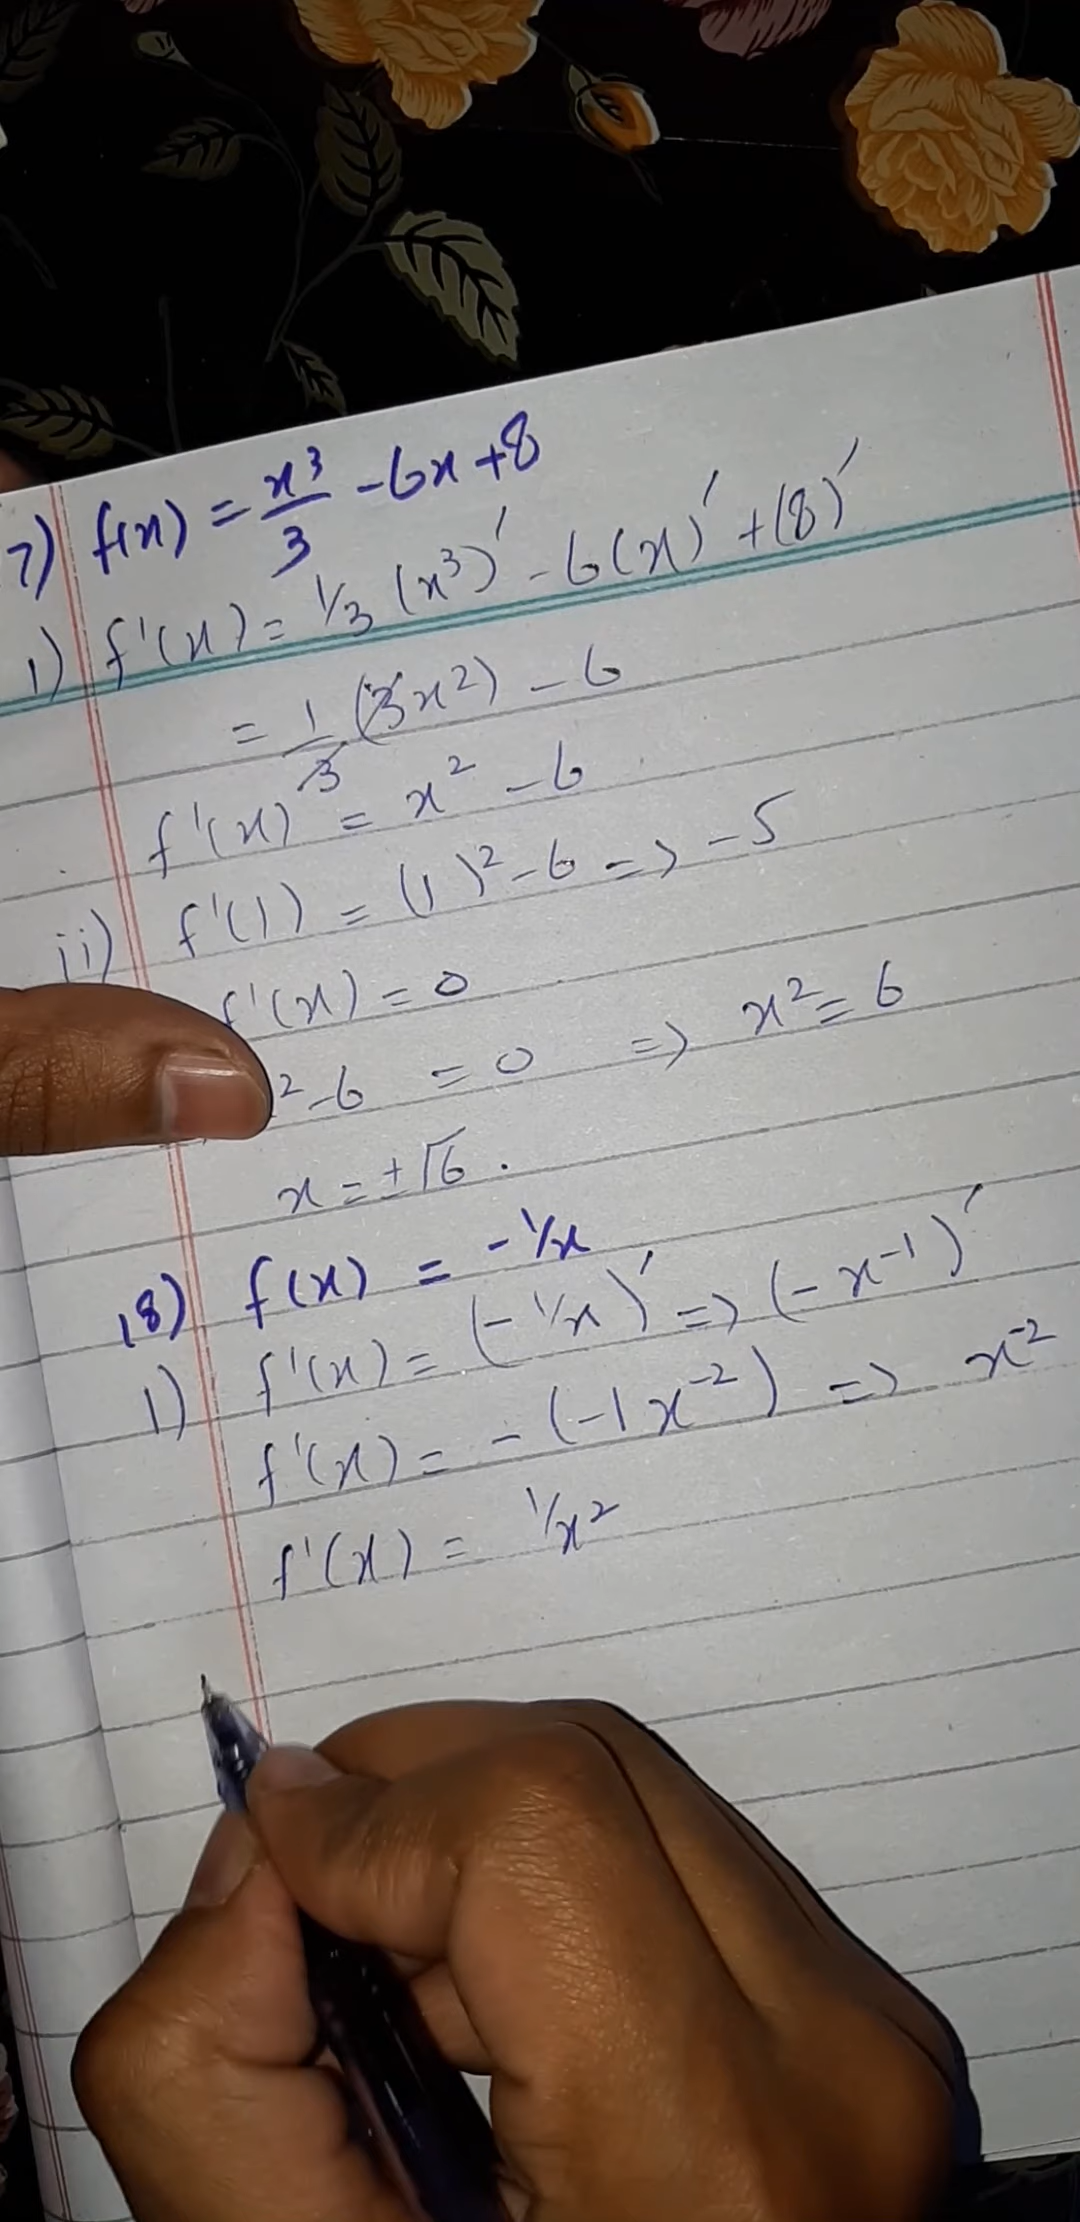 7) f(x) = x³/3 - 6x + 8
1) f'(x) = 1/3 (x³)' - 6(x)' + (8)'
= 1/3 (3x²) - 6
f'(x) = x² - 6
ii) f'(1) = (1)² - 6 => -5
f'(x) = 0
² - 6 = 0 => x² = 6
x = ±√6 .
18) f(x) = - 1/x
1) f'(x) = (- 1/x)' => (- x⁻¹)'
f'(x) = - (-1x⁻²) => x⁻²
f'(x) = 1/x²